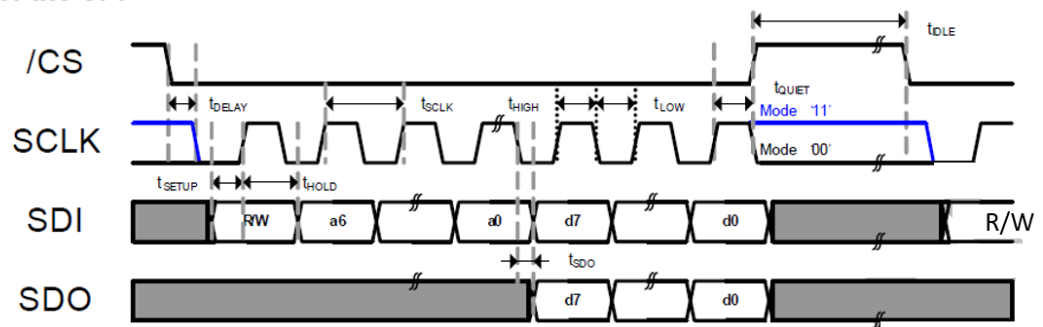 tIDLE
/CS
tDELAY tSCLK tHIGH tLOW tQUIET
Mode '11'
SCLK
Mode '00'
tSETUP tHOLD
SDI R/W a6 a0 d7 d0 R/W
tSDO
SDO d7 d0